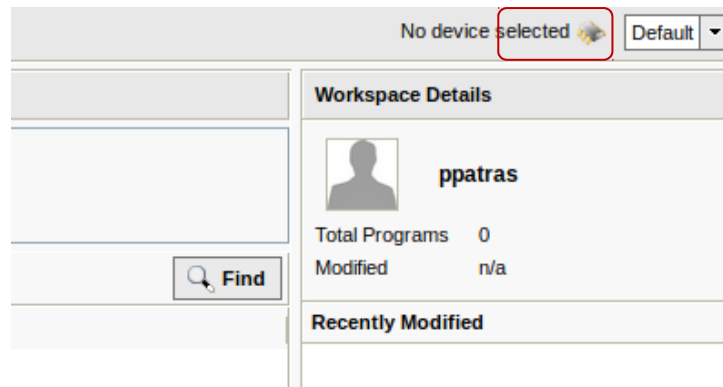 No device selected Default
Workspace Details
ppatras
Total Programs 0
Modified n/a
Find
Recently Modified